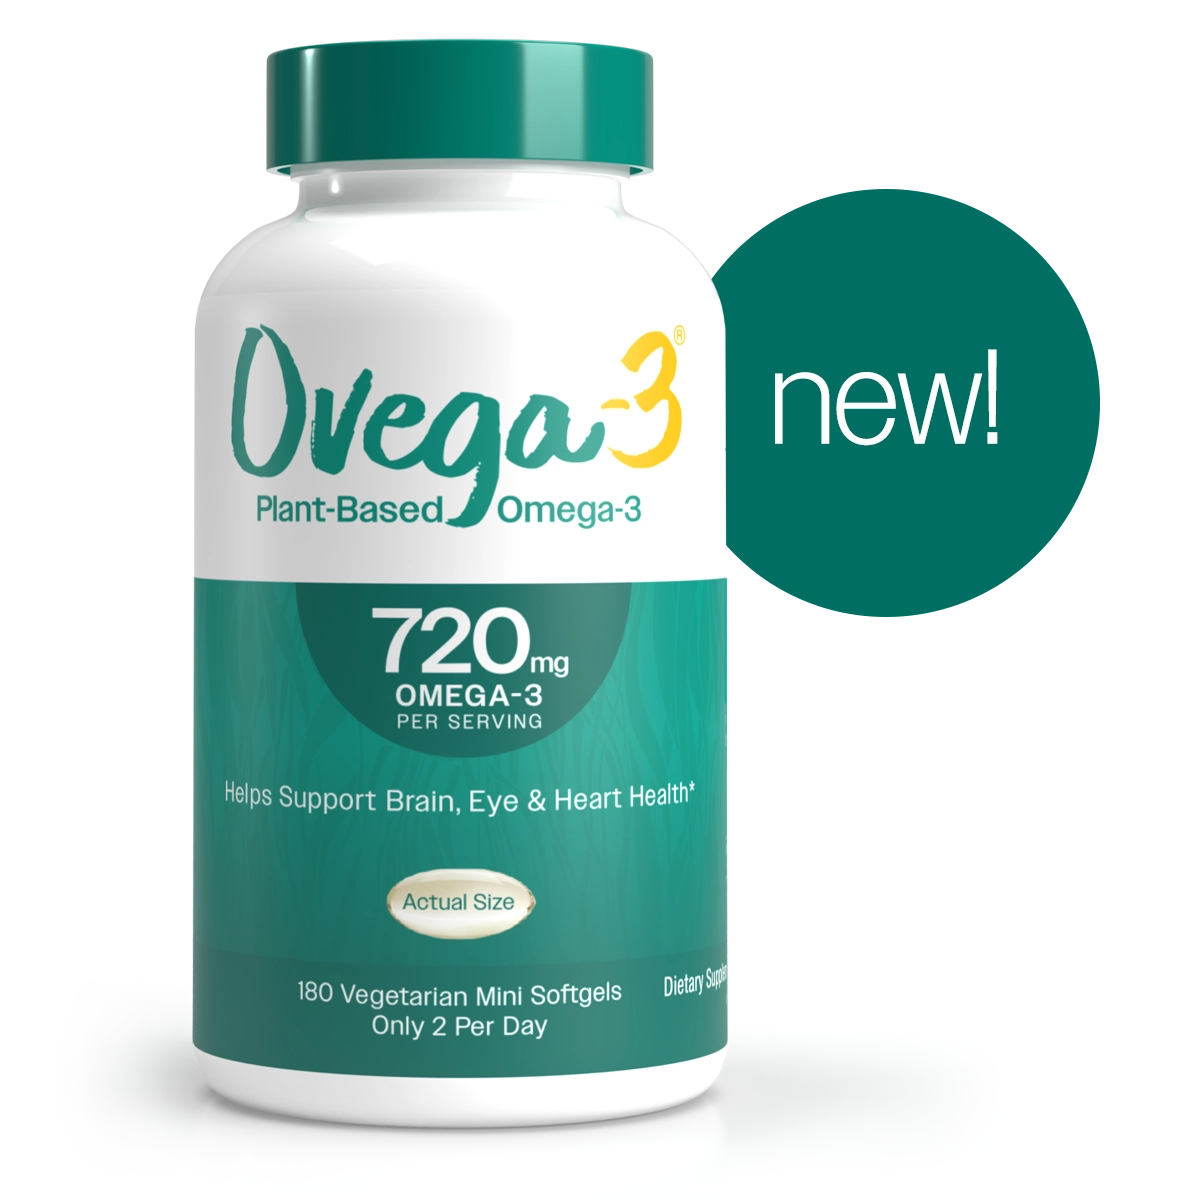 Ovega-3®
Plant-Based Omega-3
720mg
OMEGA-3
PER SERVING
Helps Support Brain, Eye & Heart Health*
Actual Size
180 Vegetarian Mini Softgels
Only 2 Per Day
Dietary
new!